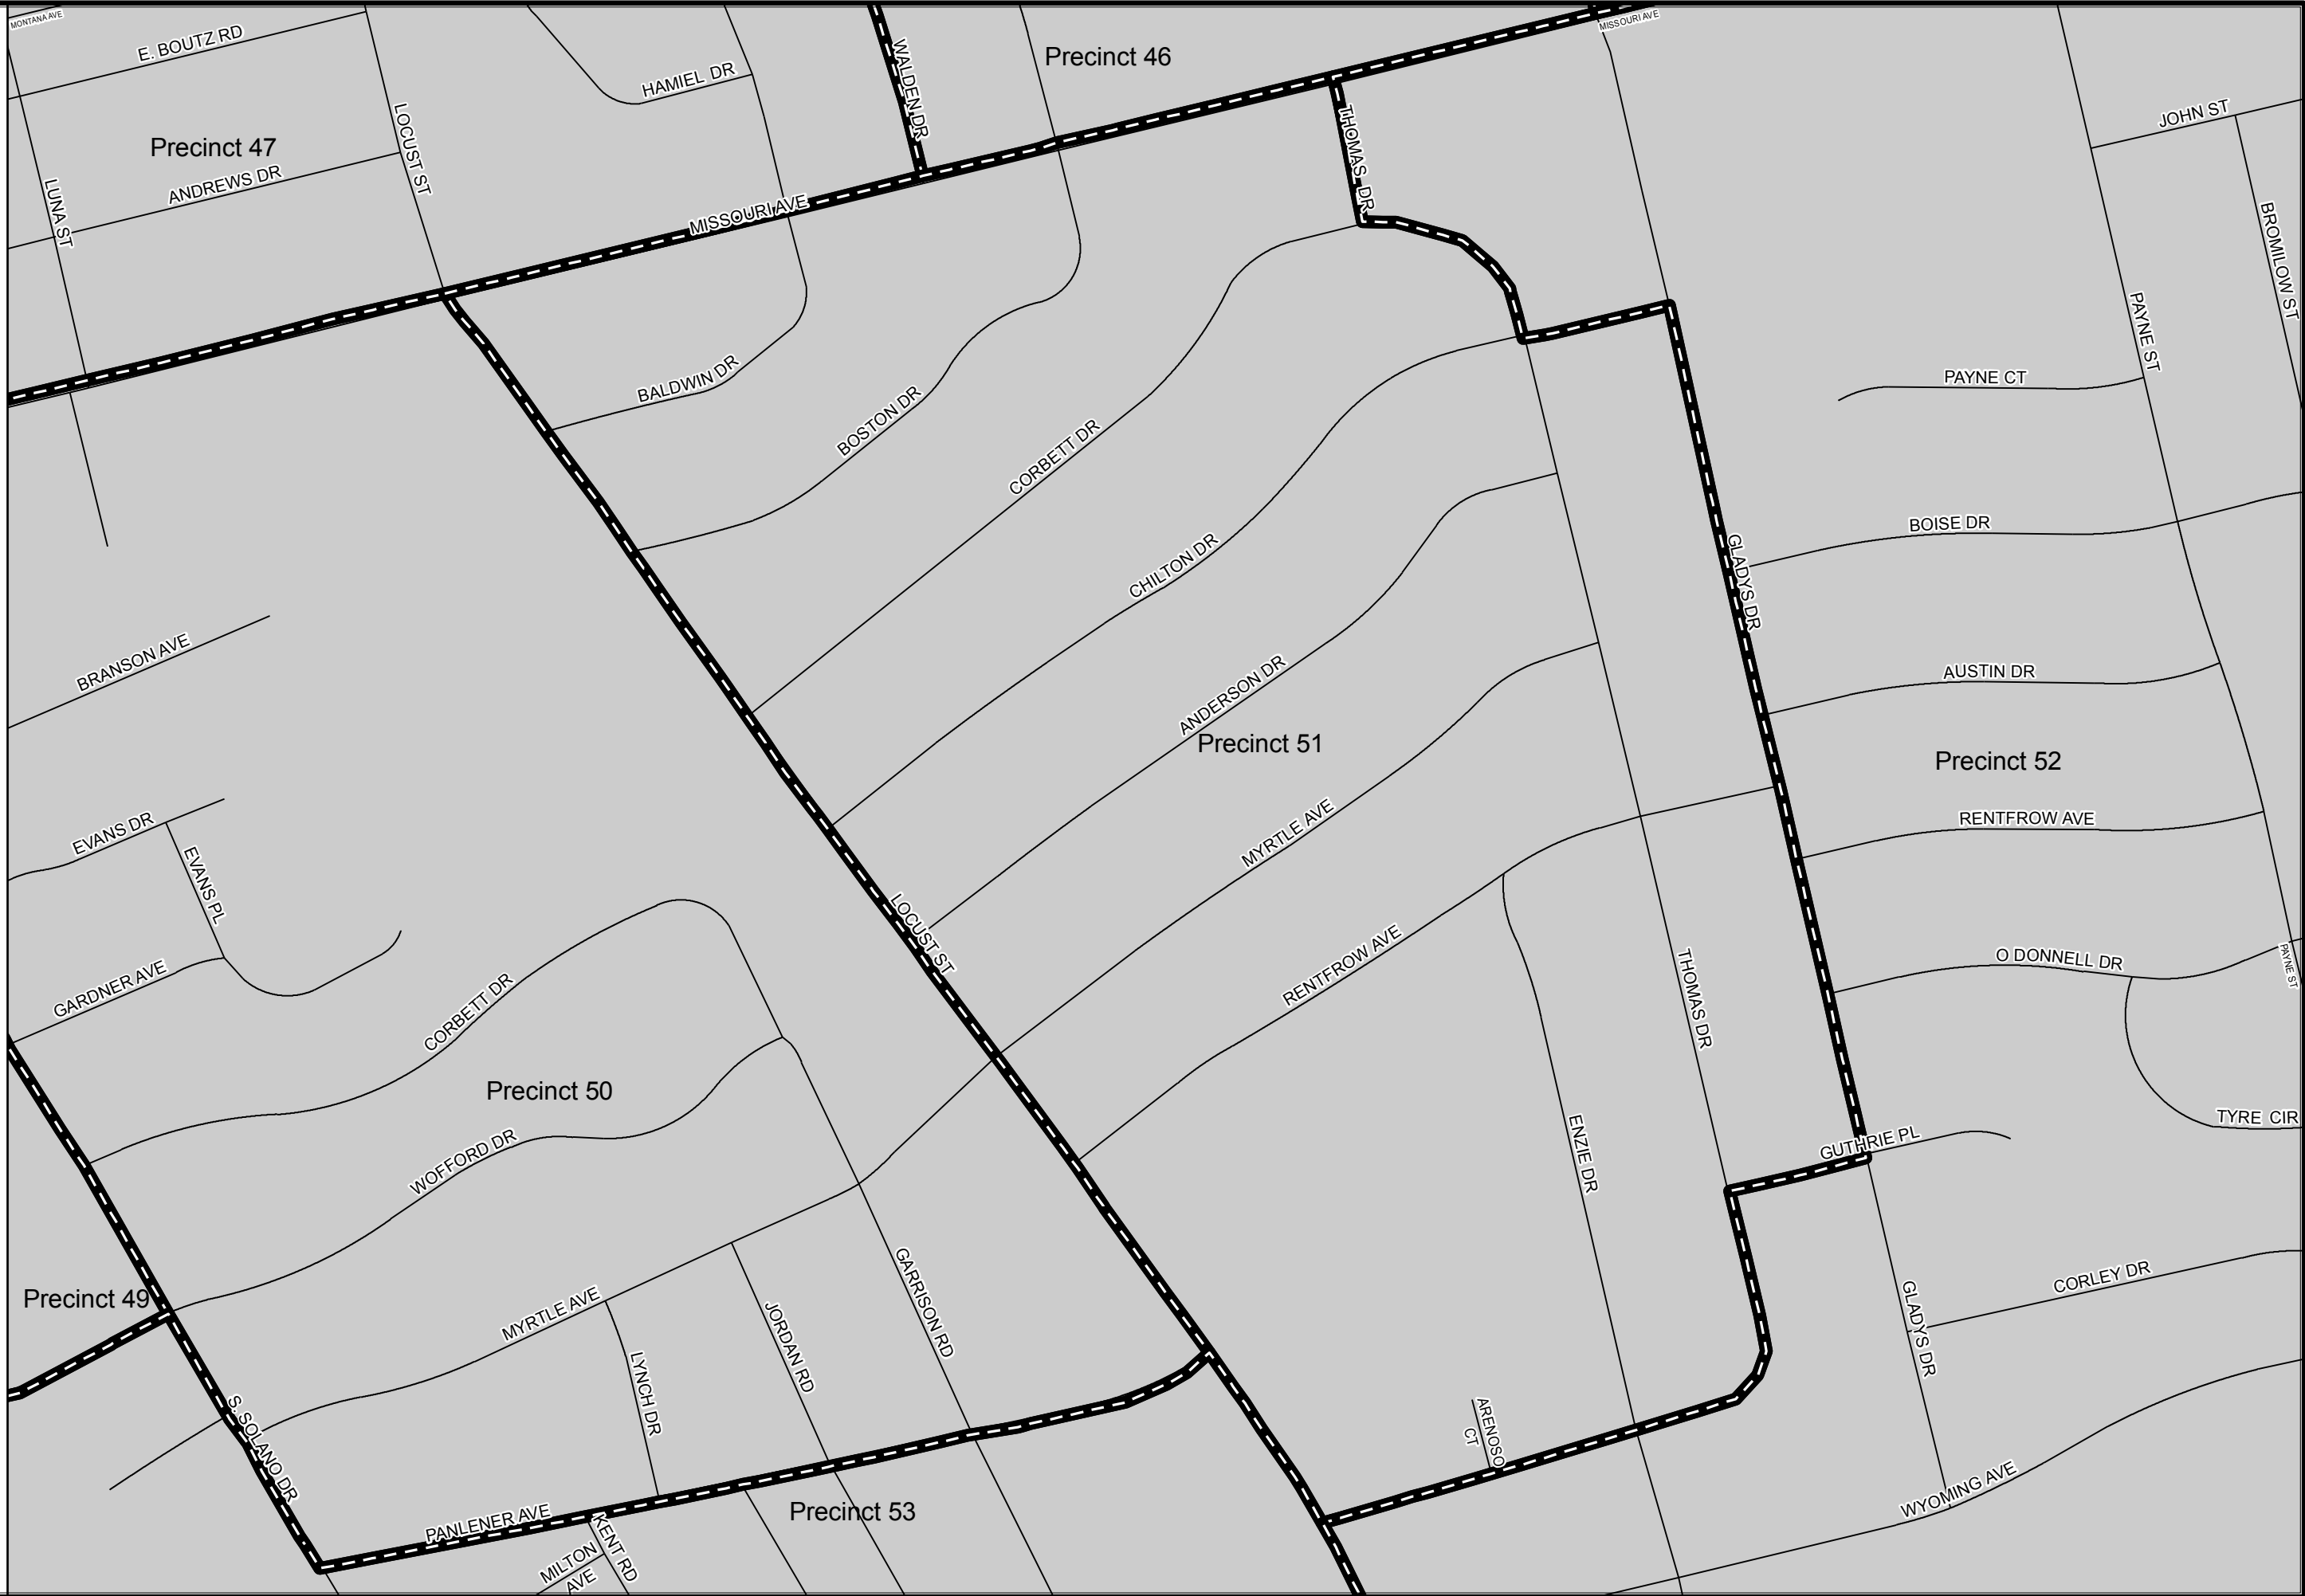 MONTANA AVE
E. BOUTZ RD
HAMIEL DR
WALDEN DR
Precinct 46
MISSOURI AVE
Precinct 47
LOCUST ST
ANDREWS DR
LUNA ST
MISSOURI AVE
THOMAS DR
JOHN ST
BROMILOW ST
PAYNE ST
PAYNE CT
BALDWIN DR
BOSTON DR
CORBETT DR
CHILTON DR
BOISE DR
GLADYS DR
BRANSON AVE
ANDERSON DR
Precinct 51
AUSTIN DR
Precinct 52
EVANS DR
EVANS PL
MYRTLE AVE
RENTFROW AVE
LOCUST ST
GARDNER AVE
CORBETT DR
RENTFROW AVE
THOMAS DR
O DONNELL DR
PAYNE ST
Precinct 50
WOFFORD DR
ENZIE DR
GUTHRIE PL
TYRE CIR
Precinct 49
MYRTLE AVE
JORDAN RD
GARRISON RD
GLADYS DR
CORLEY DR
LYNCH DR
S. SOLANO DR
ARENOSO
CT
PANLENER AVE
Precinct 53
KENT RD
MILTON
AVE
WYOMING AVE